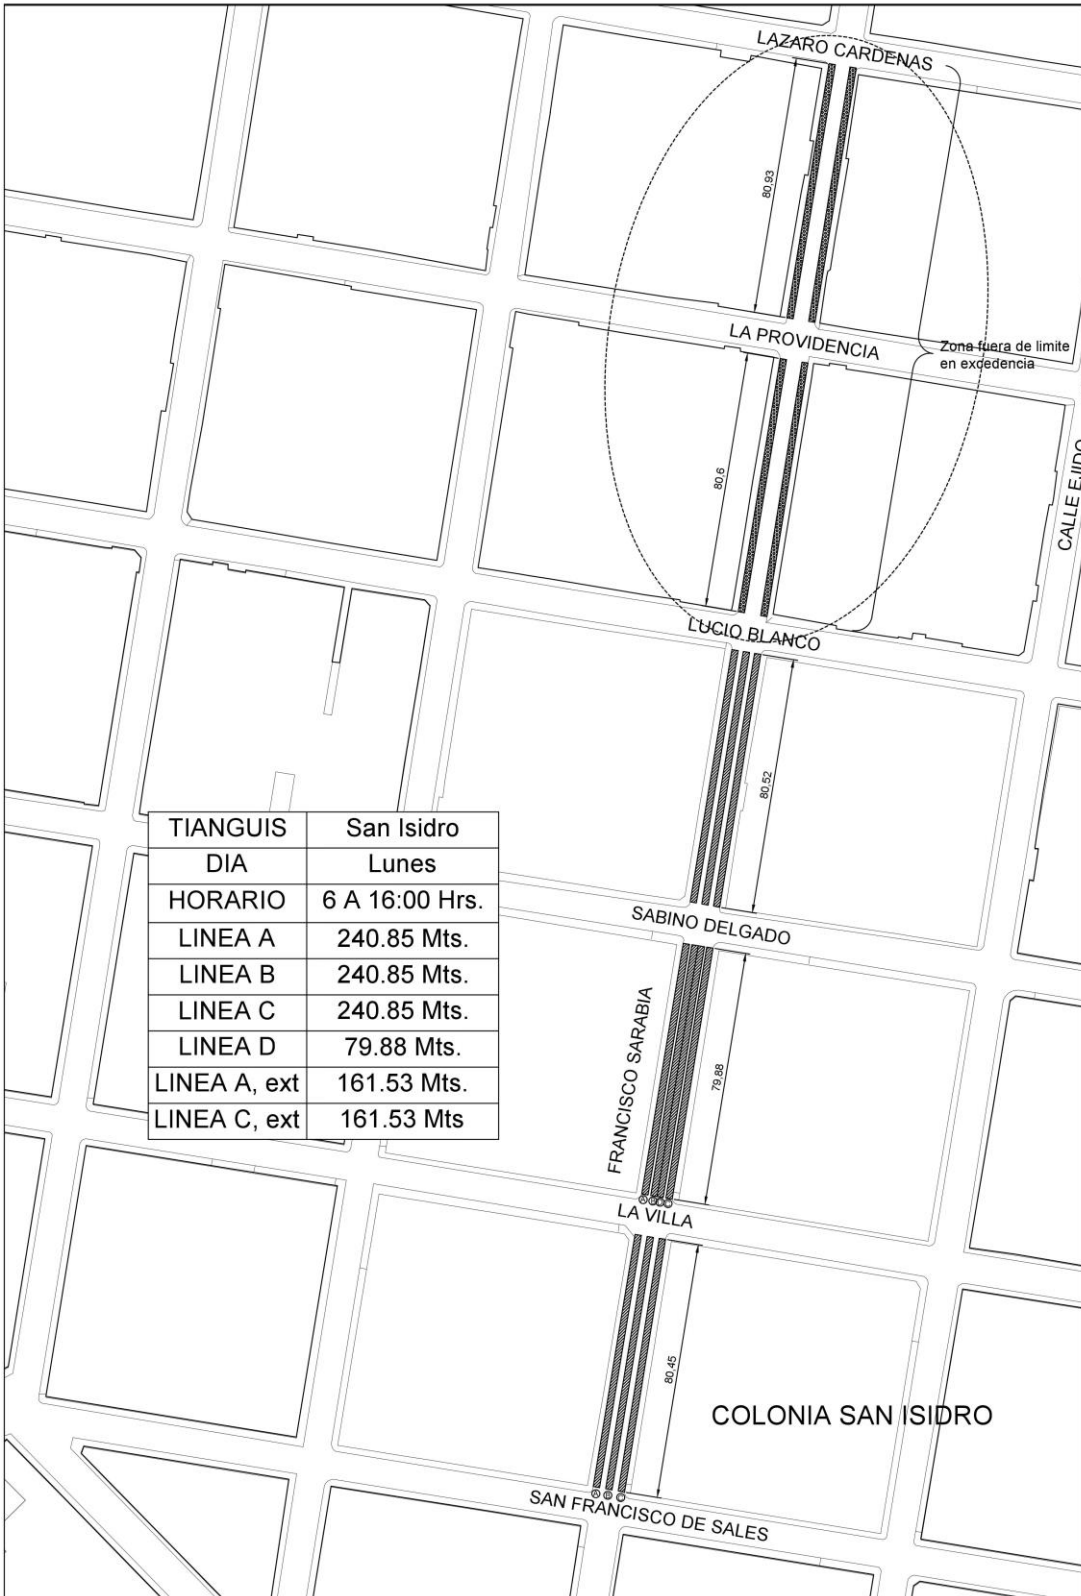 LAZARO CARDENAS
80,93
LA PROVIDENCIA
Zona fuera de limite
en excedencia
80,6
CALLE EJIDO
LUCIO BLANCO
80,52
TIANGUIS San Isidro
DIA Lunes
HORARIO 6 A 16:00 Hrs.
LINEA A 240.85 Mts.
LINEA B 240.85 Mts.
LINEA C 240.85 Mts.
LINEA D 79.88 Mts.
LINEA A, ext 161.53 Mts.
LINEA C, ext 161.53 Mts
SABINO DELGADO
FRANCISCO SARABIA
79,88
A B
LA VILLA
80,45
COLONIA SAN ISIDRO
A B C
SAN FRANCISCO DE SALES